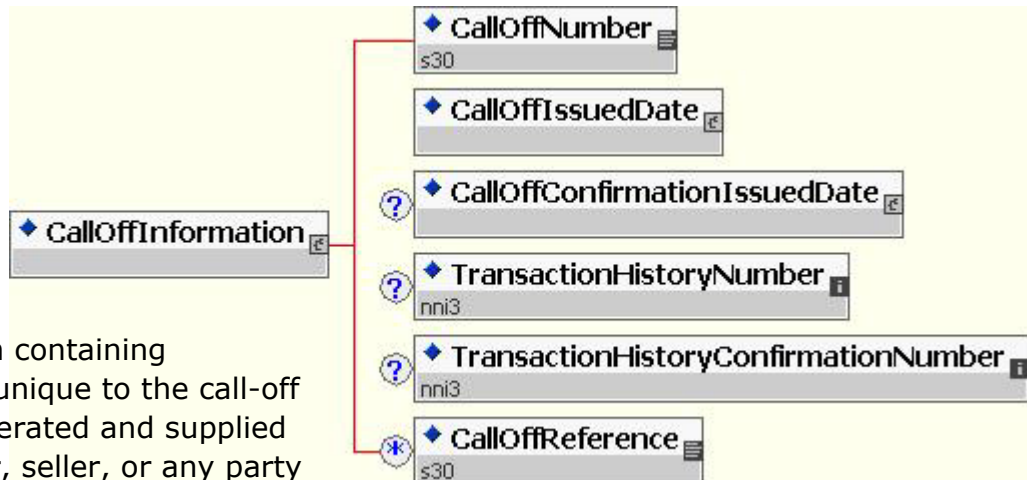 CallOffNumber
s30
CallOffIssuedDate
? CallOffConfirmationIssuedDate
CallOffInformation
? TransactionHistoryNumber
nni3
containing
? TransactionHistoryConfirmationNumber
unique to the call-off
nni3
erated and supplied
* CallOffReference
, seller, or any party
s30